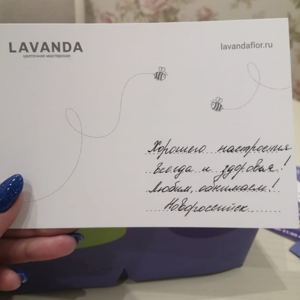 LAVANDA
цветочная мастерская
lavandaflor.ru
Хорошего настроения
всегда и здоровья!
Любим, обнимаем!
Новороссийск